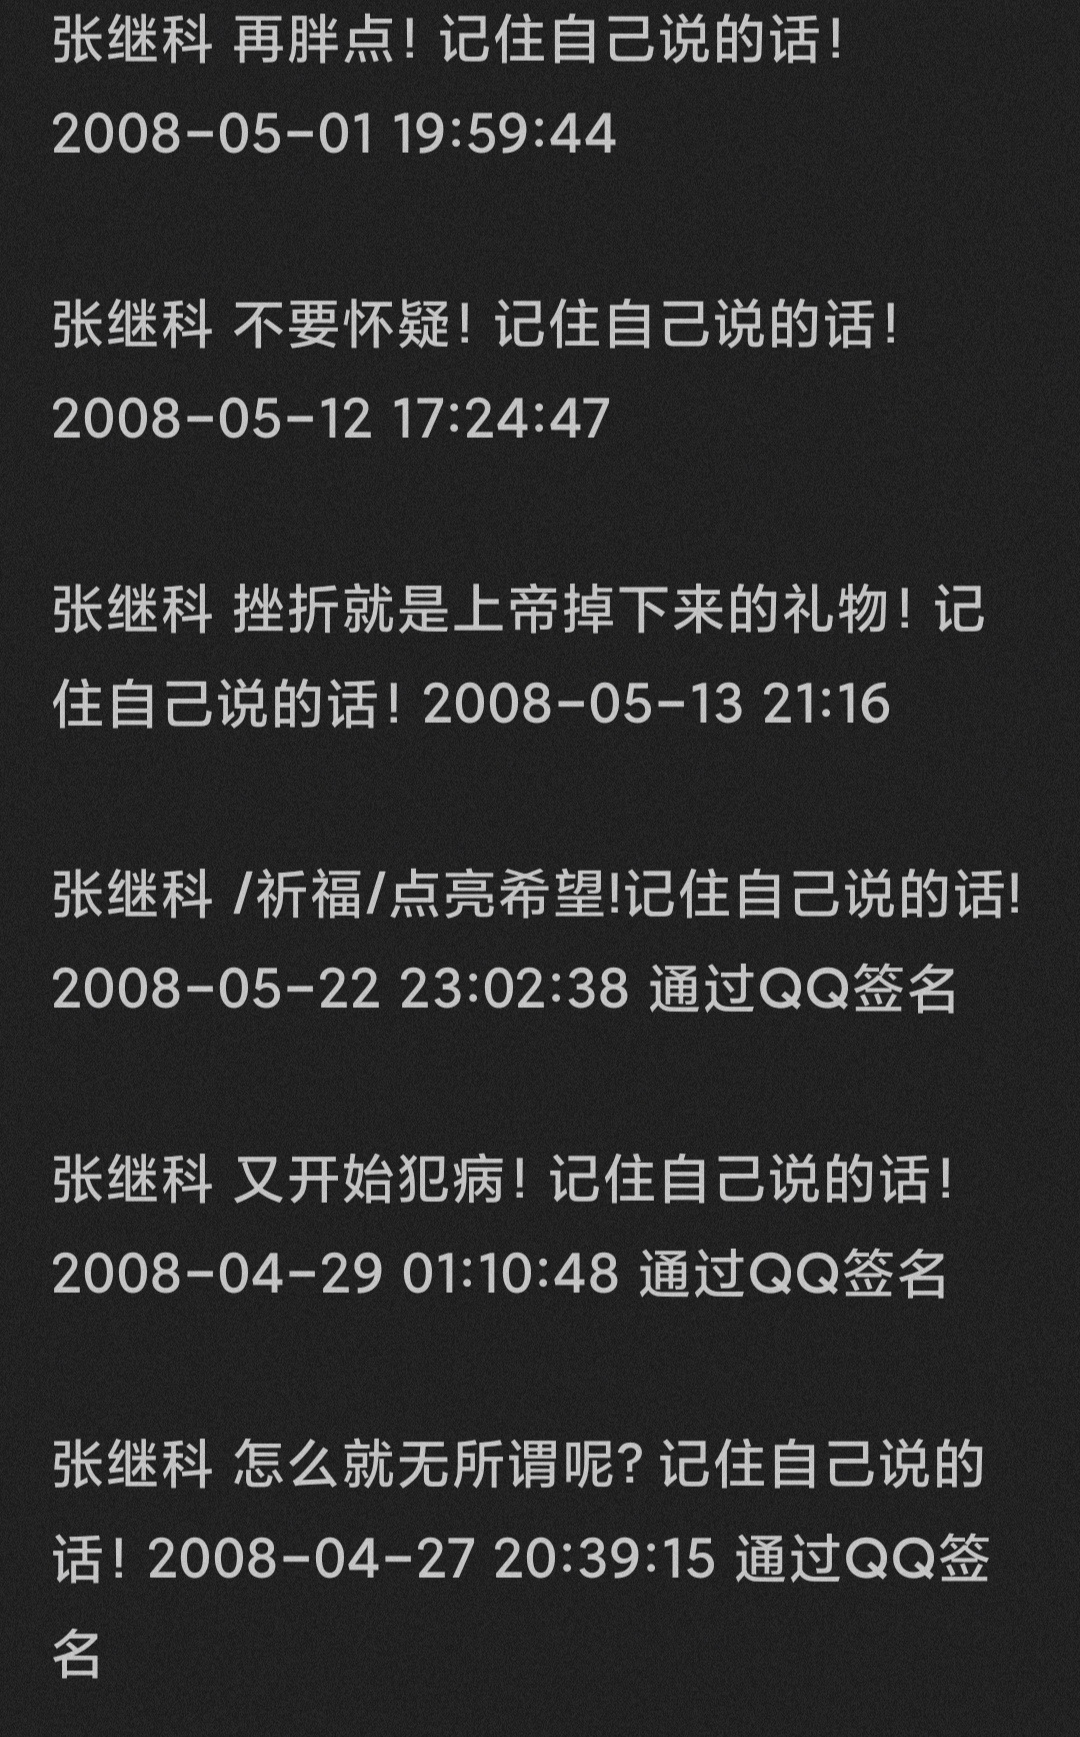 张继科 再胖点！记住自己说的话！
2008-05-01 19:59:44
张继科 不要怀疑！记住自己说的话！
2008-05-12 17:24:47
张继科 挫折就是上帝掉下来的礼物！记
住自己说的话！2008-05-13 21:16
张继科 /祈福/点亮希望!记住自己说的话!
2008-05-22 23:02:38 通过QQ签名
张继科 又开始犯病！记住自己说的话！
2008-04-29 01:10:48 通过QQ签名
张继科 怎么就无所谓呢? 记住自己说的
话！2008-04-27 20:39:15 通过QQ签
名